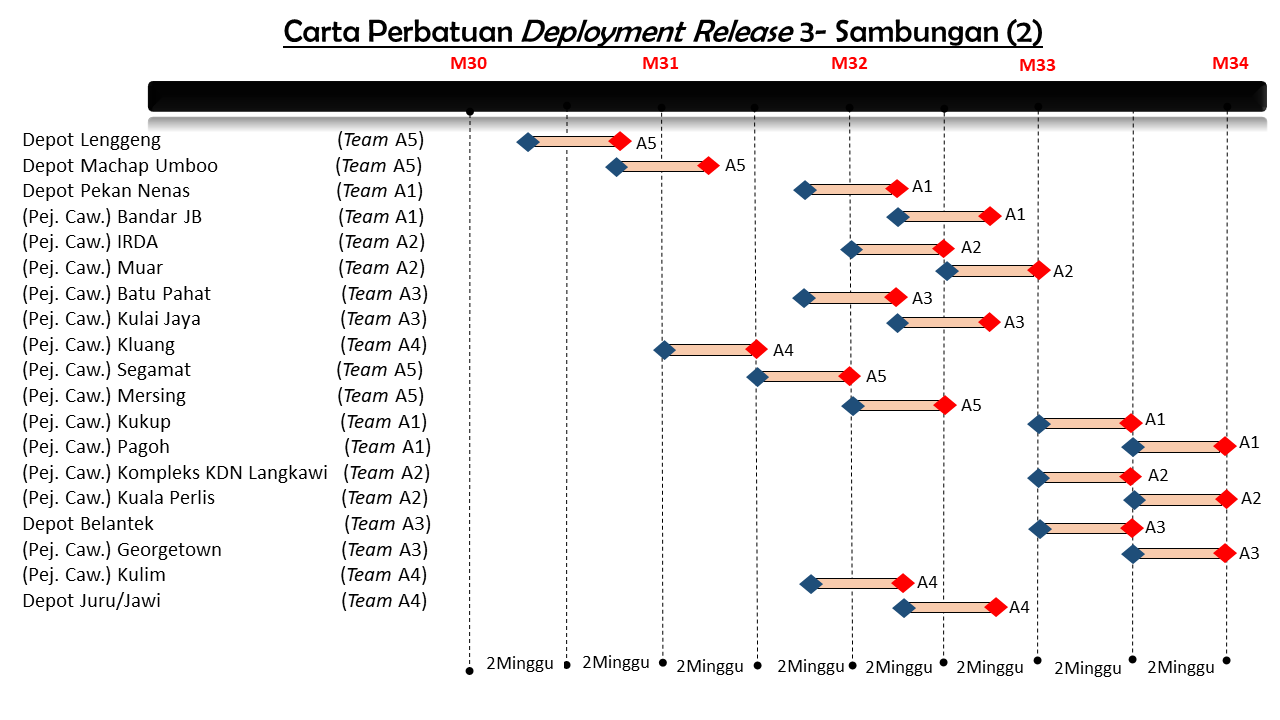 Carta Perbatuan Deployment Release 3- Sambungan (2)
M30 M31 M32 M33 M34
Depot Lenggeng (Team A5) A5
Depot Machap Umboo (Team A5) A5
Depot Pekan Nenas (Team A1) A1
(Pej. Caw.) Bandar JB (Team A1) A1
(Pej. Caw.) IRDA (Team A2) A2
(Pej. Caw.) Muar (Team A2) A2
(Pej. Caw.) Batu Pahat (Team A3) A3
(Pej. Caw.) Kulai Jaya (Team A3) A3
(Pej. Caw.) Kluang (Team A4) A4
(Pej. Caw.) Segamat (Team A5) A5
(Pej. Caw.) Mersing (Team A5) A5
(Pej. Caw.) Kukup (Team A1) A1
(Pej. Caw.) Pagoh (Team A1) A1
(Pej. Caw.) Kompleks KDN Langkawi (Team A2) A2
(Pej. Caw.) Kuala Perlis (Team A2) A2
Depot Belantek (Team A3) A3
(Pej. Caw.) Georgetown (Team A3) A3
(Pej. Caw.) Kulim (Team A4) A4
Depot Juru/Jawi (Team A4) A4
2Minggu 2Minggu 2Minggu 2Minggu 2Minggu 2Minggu 2Minggu 2Minggu